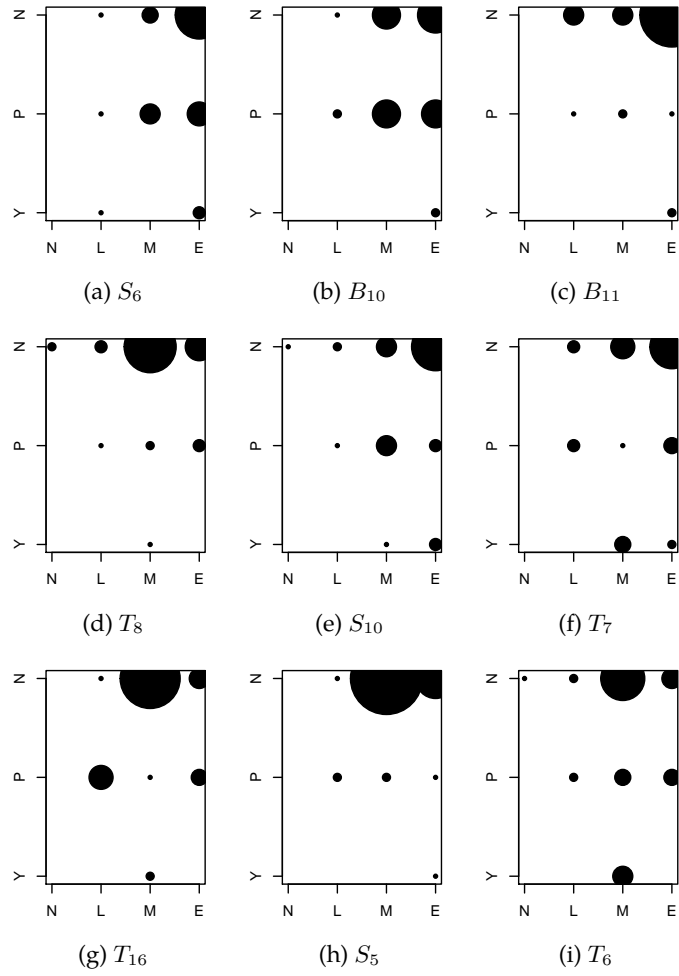 N N N
P P P
Y Y Y
N L M E N L M E N L M E
(a) S₆ (b) B₁₀ (c) B₁₁
N N N
P P P
Y Y Y
N L M E N L M E N L M E
(d) T₈ (e) S₁₀ (f) T₇
N N N
P P P
Y Y Y
N L M E N L M E N L M E
(g) T₁₆ (h) S₅ (i) T₆